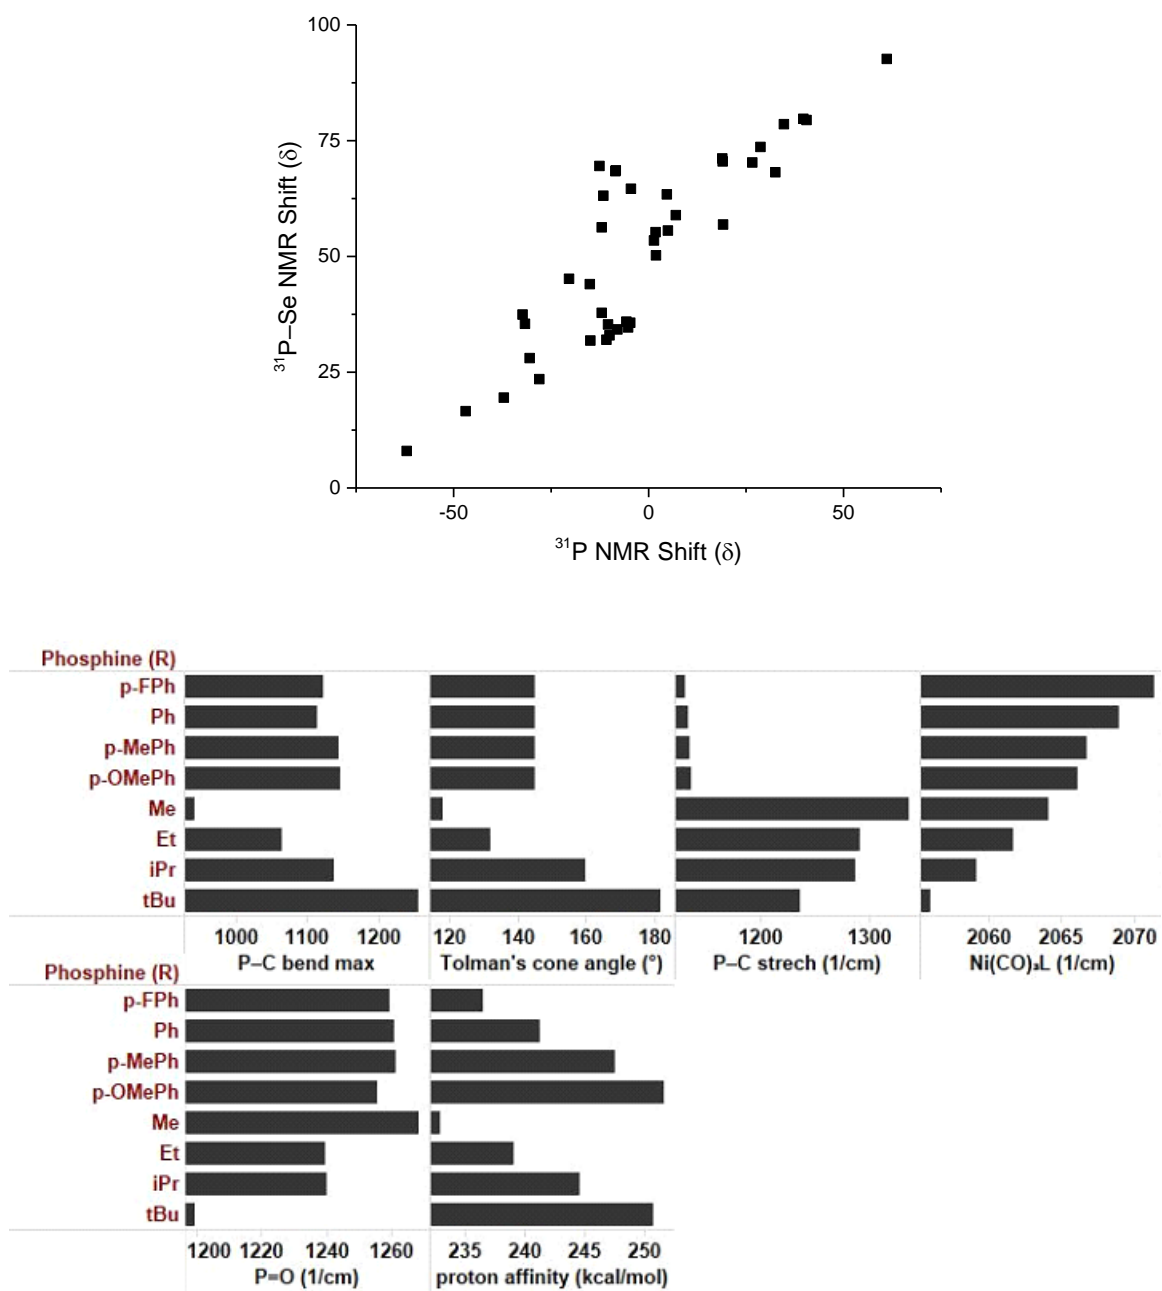 100
75
50
25
0
³¹P–Se NMR Shift (δ)
-50 0 50
³¹P NMR Shift (δ)
Phosphine (R)
p-FPh
Ph
p-MePh
p-OMePh
Me
Et
iPr
tBu
1000 1100 1200 120 140 160 180 1200 1300 2060 2065 2070
P–C bend max Tolman's cone angle (°) P–C strech (1/cm) Ni(CO)₃L (1/cm)
Phosphine (R)
p-FPh
Ph
p-MePh
p-OMePh
Me
Et
iPr
tBu
1200 1220 1240 1260 235 240 245 250
P=O (1/cm) proton affinity (kcal/mol)